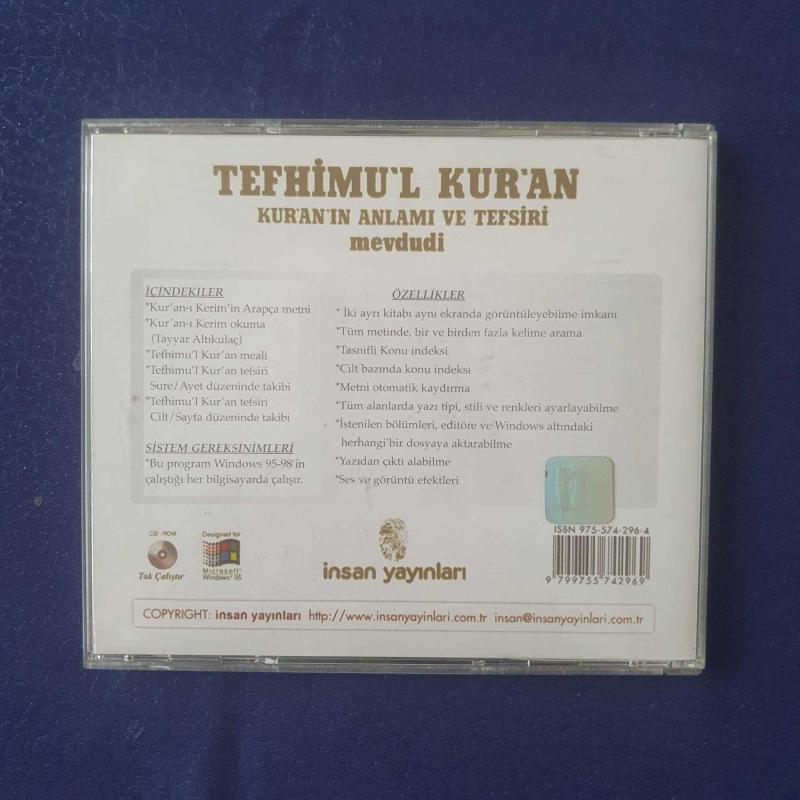 TEFHİMU'L KUR'AN
KUR'AN'IN ANLAMI VE TEFSİRİ
mevdudi
İÇİNDEKİLER
*Kur'an-ı Kerim'in Arapça metni
*Kur'an-ı Kerim okuma
(Tayyar Altıkulaç)
*Tefhimu'l Kur'an meali
*Tefhimu'l Kur'an tefsiri
Sure/Ayet düzeninde takibi
*Tefhimu'l Kur'an tefsiri
Cilt/Sayfa düzeninde takibi
SİSTEM GEREKSİNİMLERİ
*Bu program Windows 95-98'in
çalıştığı her bilgisayarda çalışır.
ÖZELLİKLER
* İki ayrı kitabı aynı ekranda görüntüleyebilme imkanı
*Tüm metinde, bir ve birden fazla kelime arama
*Tasnifli Konu indeksi
*Cilt bazında konu indeksi
*Metni otomatik kaydırma
*Tüm alanlarda yazı tipi, stili ve renkleri ayarlayabilme
*İstenilen bölümleri, editöre ve Windows altındaki
herhangi bir dosyaya aktarabilme
*Yazıdan çıktı alabilme
*Ses ve görüntü efektleri
CD - ROM
Tak Çalıştır
Designed for
Microsoft
Windows 95
insan yayınları
ISBN 975-574-296-4
9 799755 742969
COPYRIGHT: insan yayınları http://www.insanyayinlari.com.tr insan@insanyayinlari.com.tr